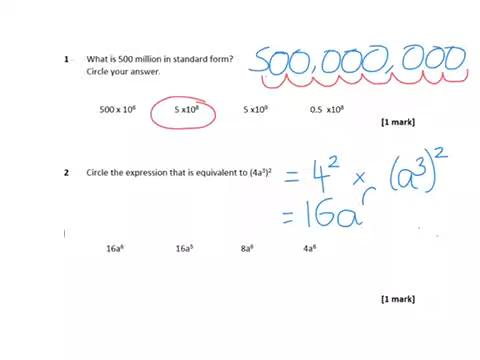 1 What is 500 million in standard form? 500,000,000
Circle your answer.
500 x 10⁶ 5 x10⁸ 5 x10⁹ 0.5 x10⁸
[1 mark]
2 Circle the expression that is equivalent to (4a³)² = 4² × (a³)²
= 16a
16a⁶ 16a⁵ 8a⁶ 4a⁶
[1 mark]